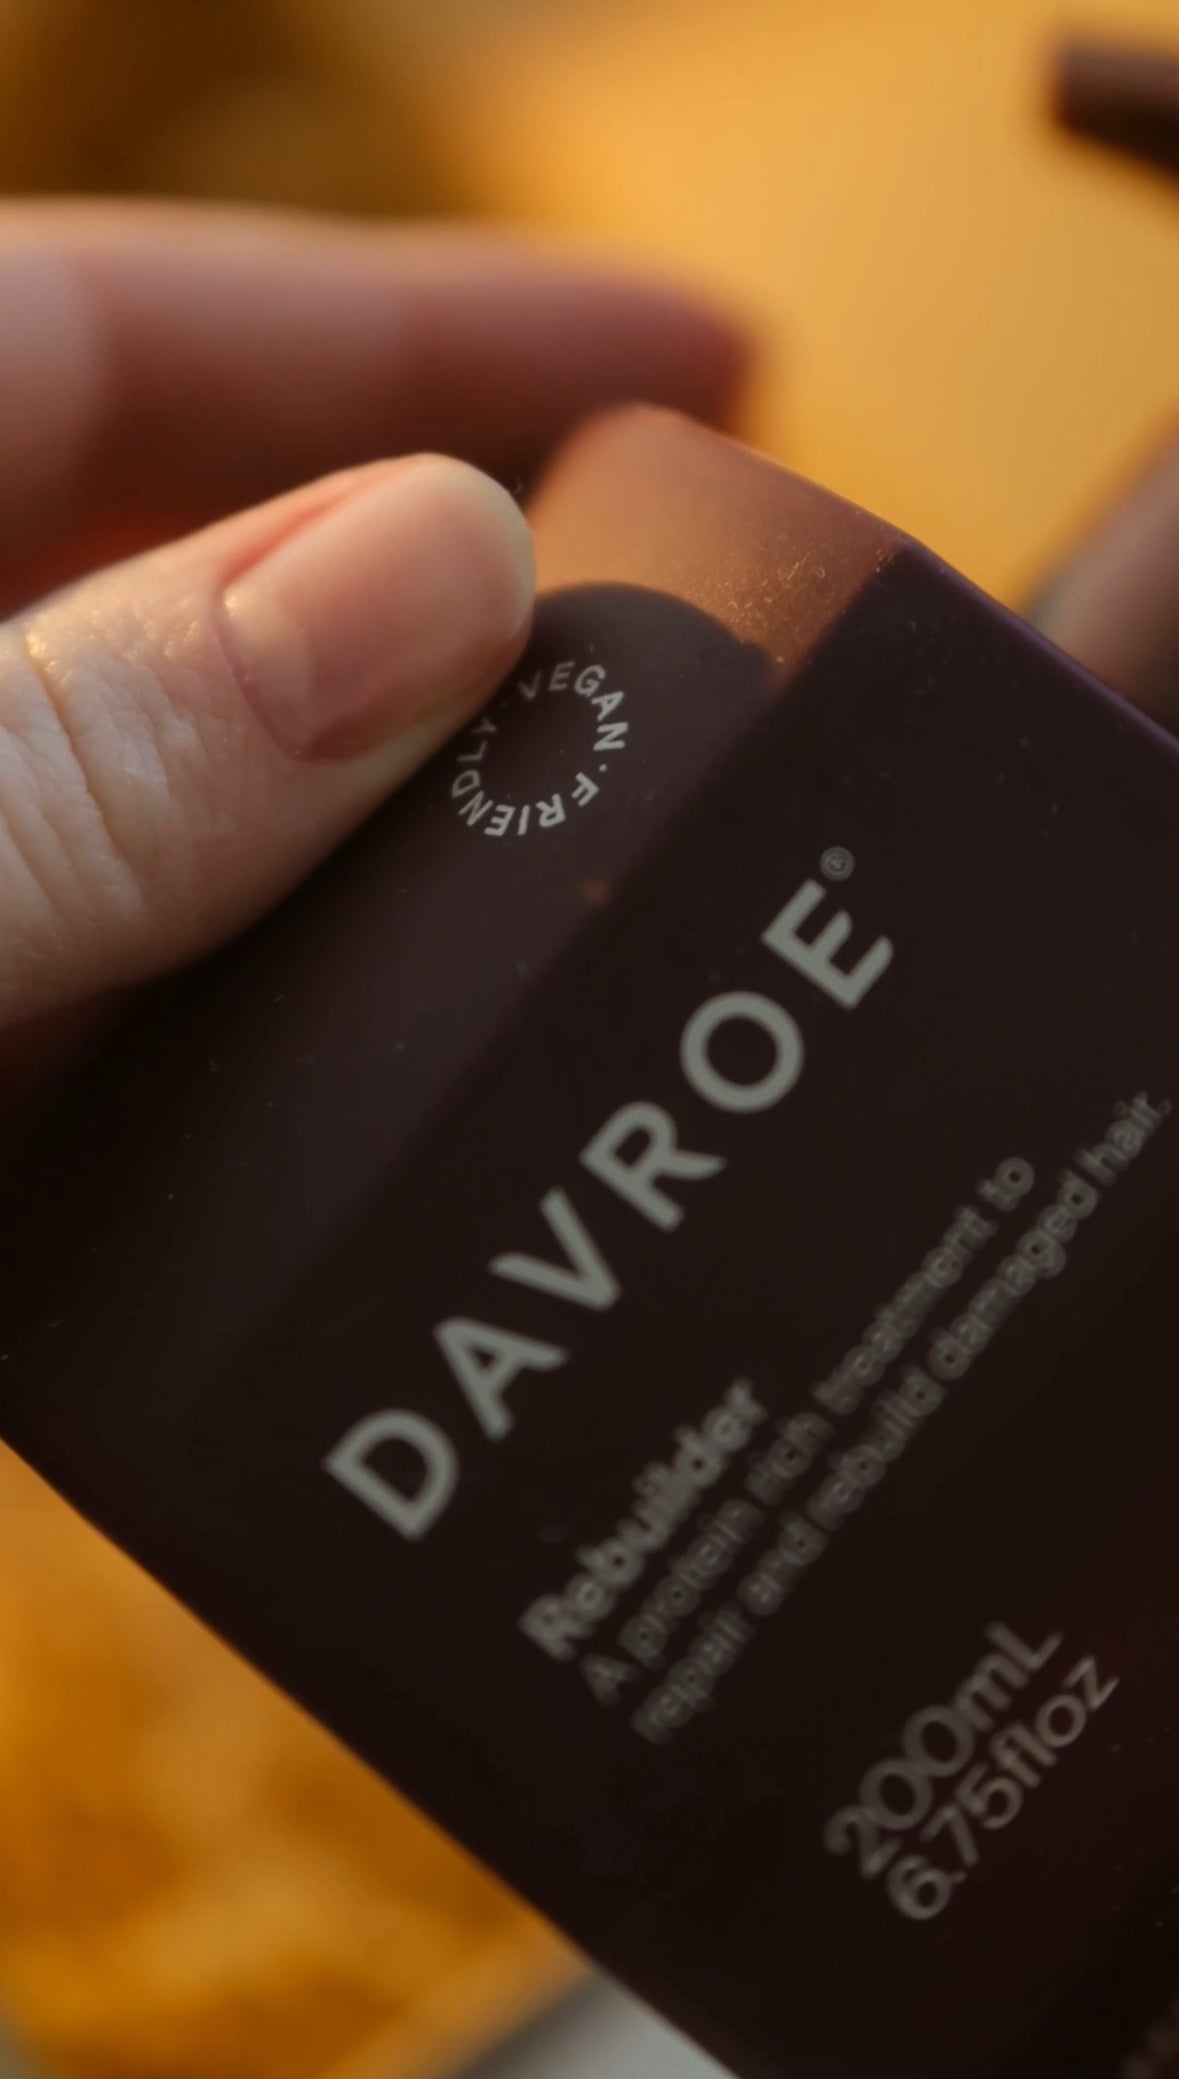 VEGAN · FRIENDLY ·
DAVROE®
Rebuilder
A protein rich treatment to
repair and rebuild damaged hair.
200mL
6.75floz